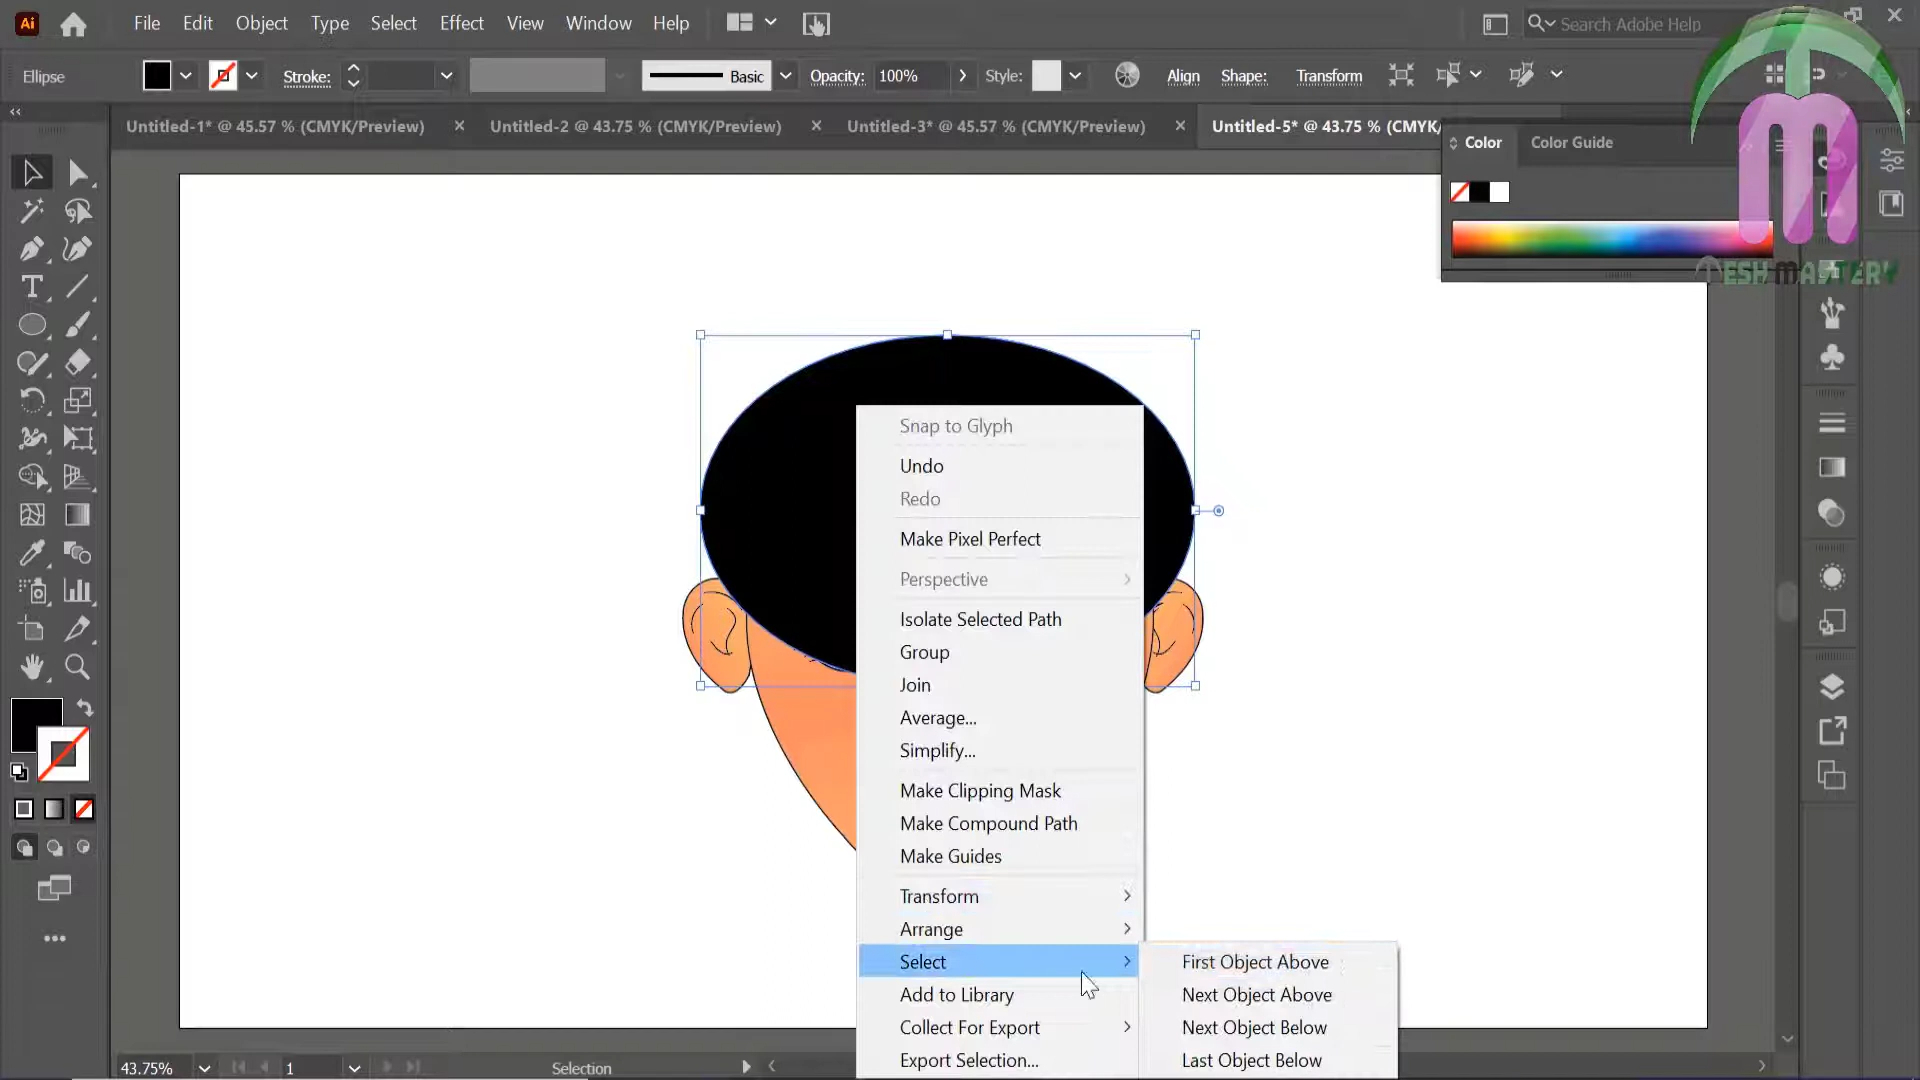 Ai File Edit Object Type Select Effect View Window Help Search Adobe Help
Ellipse Stroke: Basic Opacity: 100% Style: Align Shape: Transform
Untitled-1* @ 45.57 % (CMYK/Preview) Untitled-2 @ 43.75 % (CMYK/Preview) Untitled-3* @ 45.57 % (CMYK/Preview) Untitled-5* @ 43.75 % (CMYK/
Color Color Guide
TESH MASTERY
Snap to Glyph
Undo
Redo
Make Pixel Perfect
Perspective
Isolate Selected Path
Group
Join
Average...
Simplify...
Make Clipping Mask
Make Compound Path
Make Guides
Transform
Arrange
Select
Add to Library
Collect For Export
Export Selection...
First Object Above
Next Object Above
Next Object Below
Last Object Below
43.75% 1 Selection